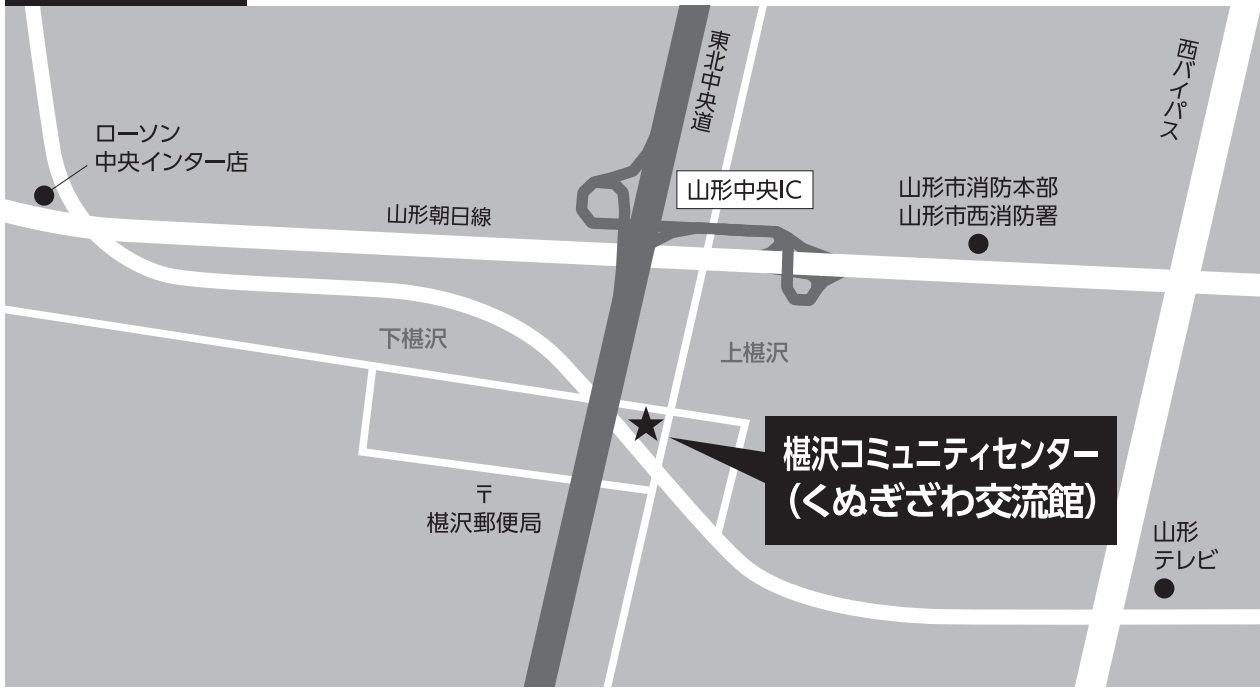 東北中央道
西バイパス
ローソン
中央インター店
山形中央IC
山形市消防本部
山形市西消防署
山形朝日線
下椹沢
上椹沢
椹沢コミュニティセンター
(くぬぎざわ交流館)
〒
椹沢郵便局
山形
テレビ